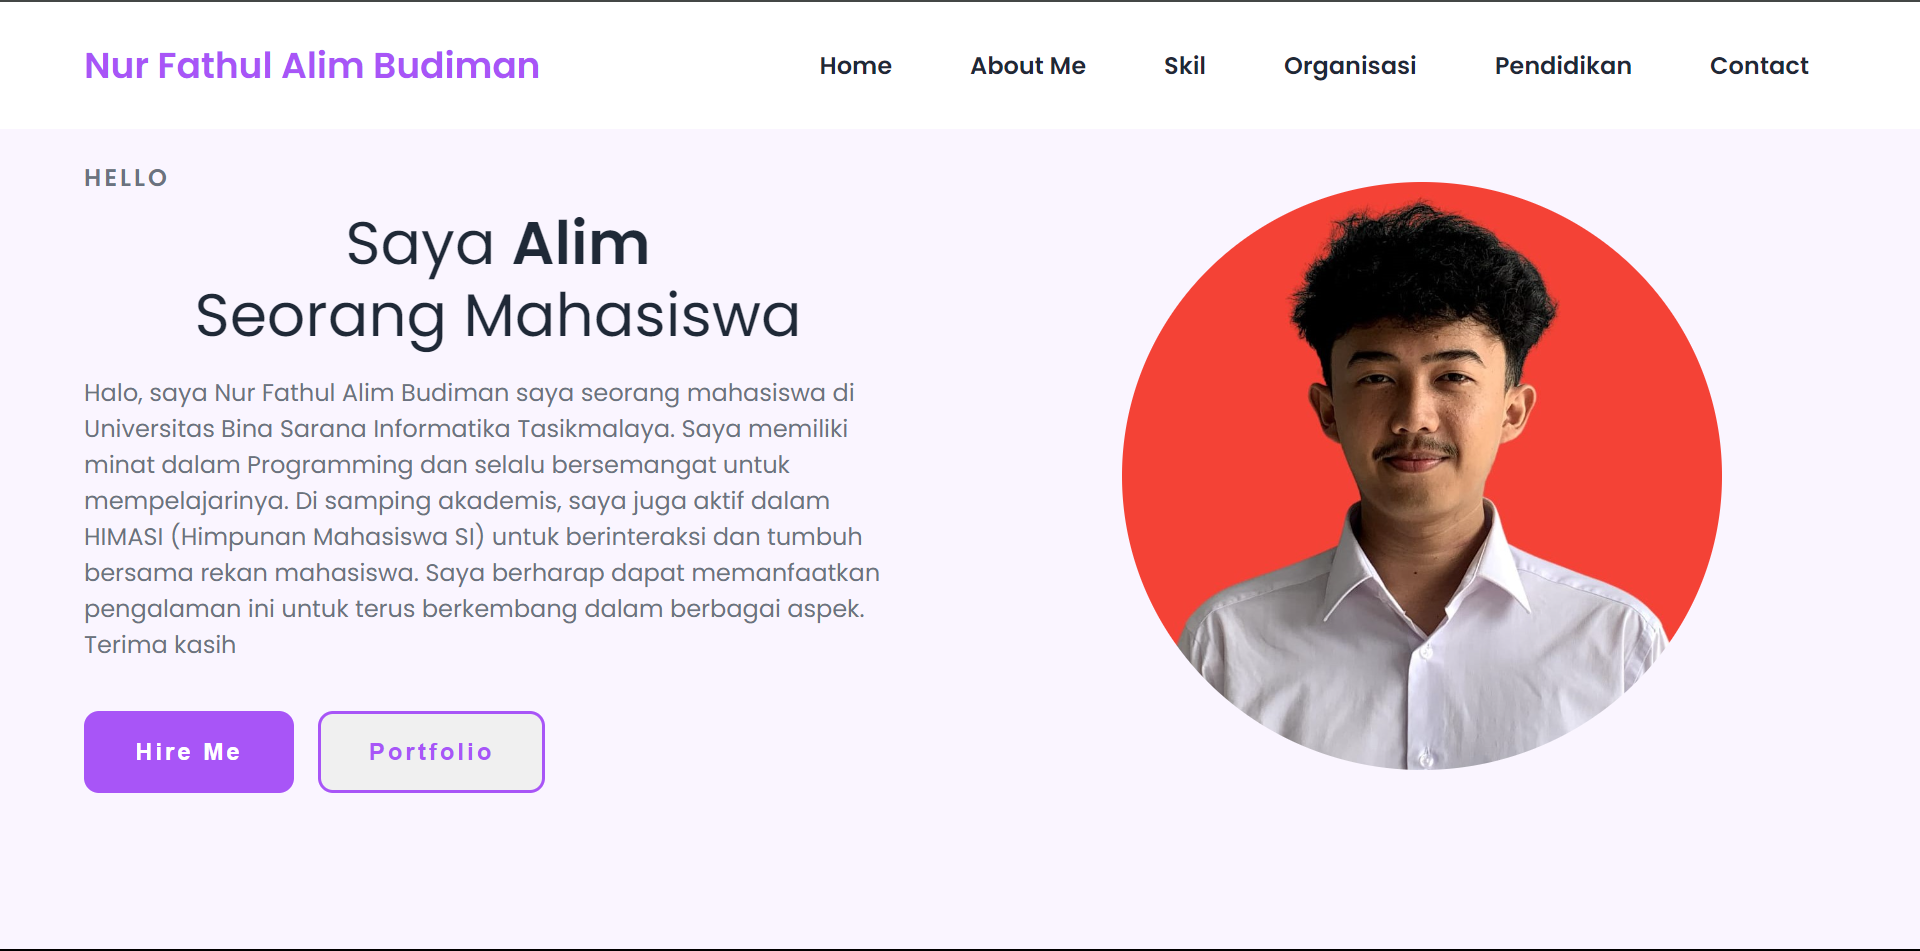 Nur Fathul Alim Budiman
Home
About Me
Skil
Organisasi
Pendidikan
Contact
HELLO
Saya Alim
Seorang Mahasiswa
Halo, saya Nur Fathul Alim Budiman saya seorang mahasiswa di
Universitas Bina Sarana Informatika Tasikmalaya. Saya memiliki
minat dalam Programming dan selalu bersemangat untuk
mempelajarinya. Di samping akademis, saya juga aktif dalam
HIMASI (Himpunan Mahasiswa SI) untuk berinteraksi dan tumbuh
bersama rekan mahasiswa. Saya berharap dapat memanfaatkan
pengalaman ini untuk terus berkembang dalam berbagai aspek.
Terima kasih
Hire Me
Portfolio